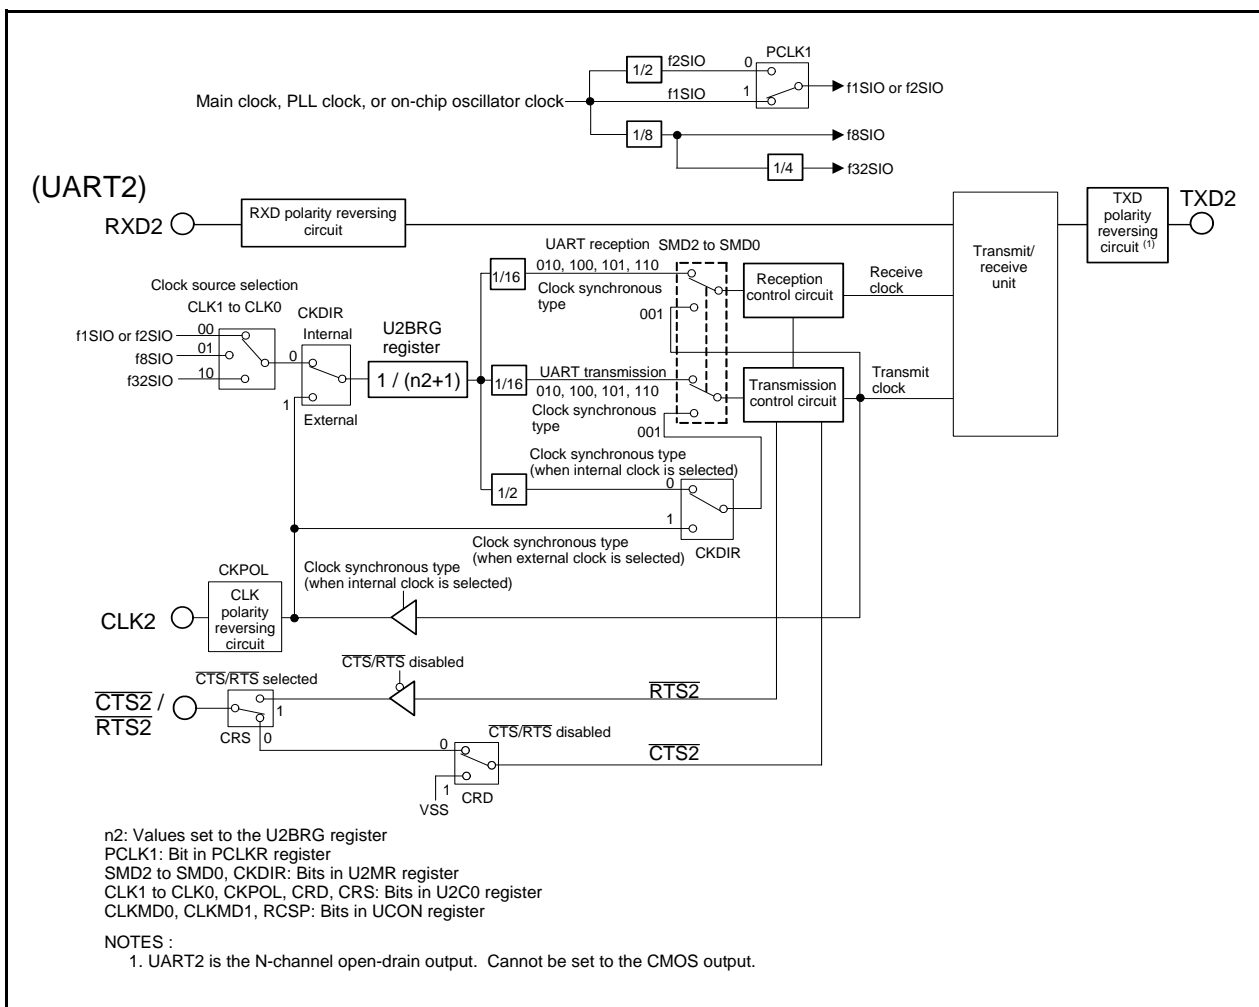 PCLK1
1/2
f2SIO
0
Main clock, PLL clock, or on-chip oscillator clock
f1SIO
1
f1SIO or f2SIO
1/8
f8SIO
1/4
f32SIO
(UART2)
RXD2
RXD polarity reversing
circuit
Transmit/
receive
unit
TXD
polarity
reversing
circuit (1)
TXD2
UART reception
SMD2 to SMD0
1/16
010, 100, 101, 110
Clock synchronous
type
001
Reception
control circuit
Receive
clock
Clock source selection
CLK1 to CLK0
f1SIO or f2SIO
00
f8SIO
01
f32SIO
10
CKDIR
Internal
0
1
External
U2BRG
register
1 / (n2+1)
1/16
UART transmission
010, 100, 101, 110
Clock synchronous
type
001
Transmission
control circuit
Transmit
clock
Clock synchronous type
(when internal clock is selected)
1/2
0
1
CKDIR
Clock synchronous type
(when external clock is selected)
Clock synchronous type
(when internal clock is selected)
CKPOL
CLK2
CLK
polarity
reversing
circuit
CTS/RTS disabled
CTS/RTS selected
CTS2 /
RTS2
1
CRS
0
RTS2
CTS/RTS disabled
0
CTS2
1
VSS
CRD
n2: Values set to the U2BRG register
PCLK1: Bit in PCLKR register
SMD2 to SMD0, CKDIR: Bits in U2MR register
CLK1 to CLK0, CKPOL, CRD, CRS: Bits in U2C0 register
CLKMD0, CLKMD1, RCSP: Bits in UCON register
NOTES :
1. UART2 is the N-channel open-drain output.  Cannot be set to the CMOS output.